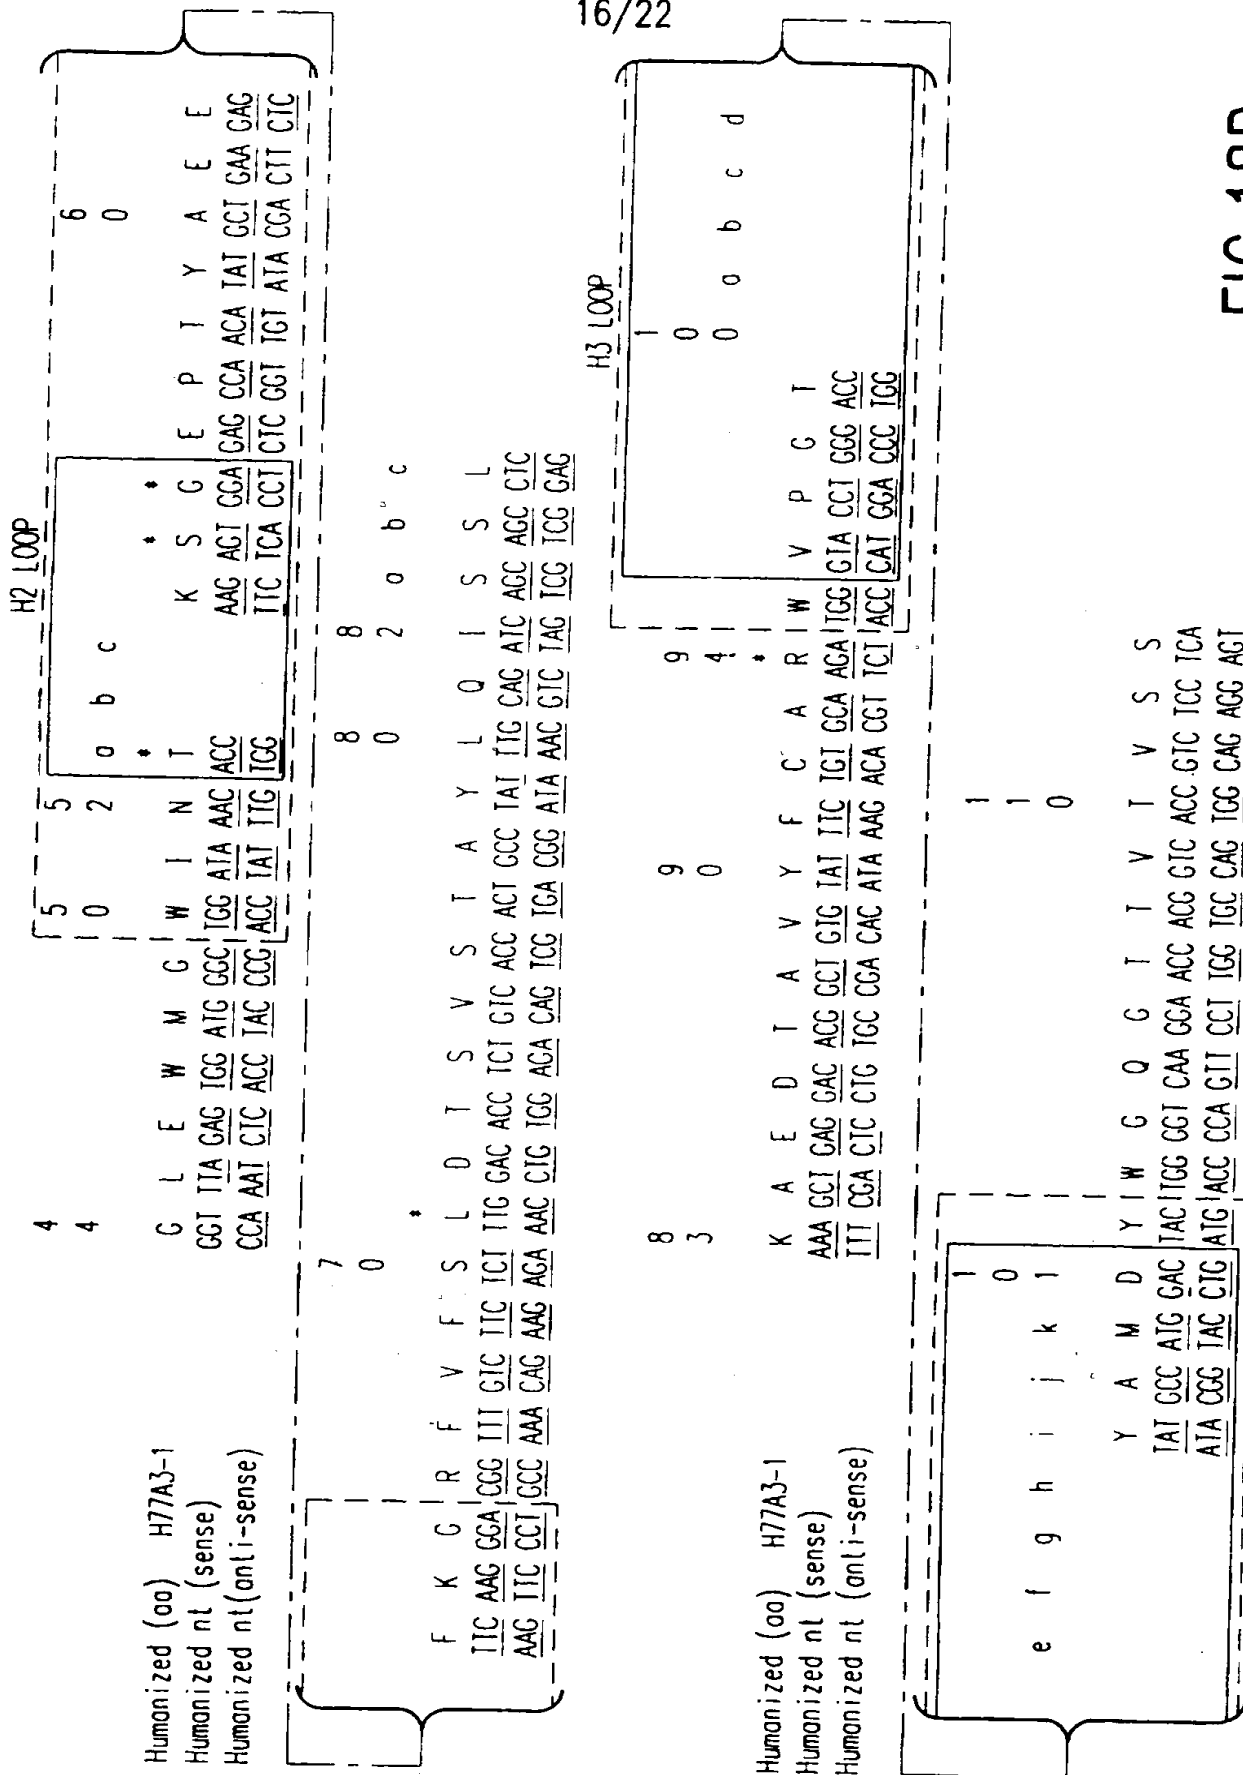 16/22
H2 LOOP
4 5 5 6
4 0 2 a b c 0
* * *
Humanized (aa) H77A3-1 G L E W M G W I N T K S G E P T Y A E E
Humanized nt (sense) GGT TTA GAG TGG ATG GGC TGG ATA AAC ACC AAG AGT GGA GAG CCA ACA TAT GCT GAA GAG
Humanized nt(anti-sense) CCA AAT CTC ACC TAC CCG ACC TAT TTG TGG TTC TCA CCT CTC GGT TGT ATA CGA CTT CTC
7 8 8
0 0 2 a b c
*
F K G R F V F S L D T S V S T A Y L Q I S S L
TTC AAG GGA CGG TTT GTC TTC TCT TTG GAC ACC TCT GTC ACC ACT GCC TAT TTG CAG ATC AGC AGC CTC
AAG TTC CCT GCC AAA CAG AAG AGA AAC CTG TGG AGA CAG TCG TGA CGG ATA AAC GTC TAG TCG TCG GAG
H3 LOOP
8 9 9 1
3 0 4 0
0 a b c d
*
Humanized (aa) H77A3-1 K A E D T A V Y F C A R W V P G T
Humanized nt (sense) AAA GCT GAG GAC ACG GCT GTG TAT TTC TGT GCA AGA TGG GTA CCT GGG ACC
Humanized nt (anti-sense) TTT CGA CTC CTG TGC CGA CAC ATA AAG ACA CGT TCT ACC CAT GGA CCC TGG
1 1
0 1
e f g h i j k 1 0
Y A M D Y W G Q G T T V T V S S
TAT GCC ATG GAC TAC TGG GGT CAA GGA ACC ACG GTC ACC GTC TCC TCA
ATA CGG TAC CTG ATG ACC CCA GTT CCT TGG TGC CAG TGG CAG AGG AGT
FIG